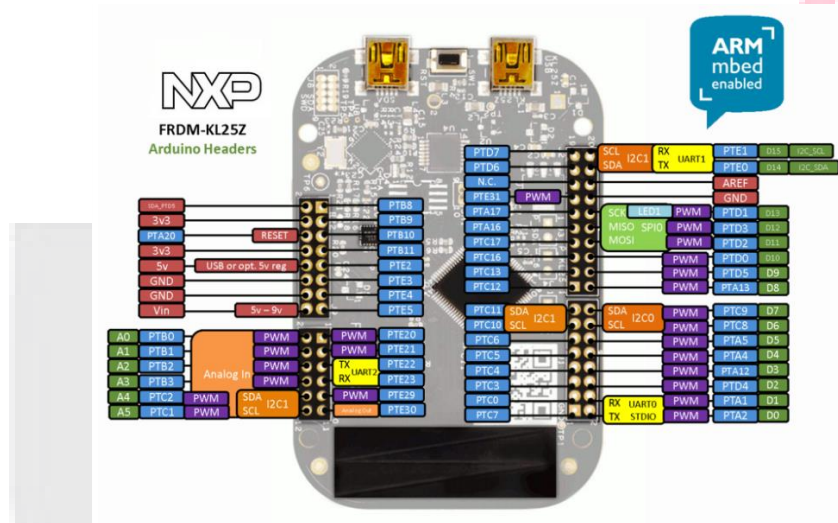 NXP
FRDM-KL25Z
Arduino Headers
ARM
mbed
enabled
PTD7 SCL I2C1 RX UART1 PTE1 D15 I2C_SCL
PTD6 SDA TX PTE0 D14 I2C_SDA
N.C. AREF
PTE31 PWM GND
PTA17 SCK LED1 PWM PTD1 D13
PTA16 MISO SPI0 PWM PTD3 D12
PTC17 MOSI PWM PTD2 D11
PTC16 PWM PTD0 D10
PTC13 PWM PTD5 D9
PTC12 PWM PTA13 D8
PTB8
3v3 PTB9
PTA20 RESET PTB10
3v3 PTB11
5v USB or opt. 5v reg PTE2
GND PTE3
GND PTE4
Vin 5v – 9v PTE5
PTC11 SDA I2C1 SDA I2C0 PTC9 D7
PTC10 SCL SCL PWM PTC8 D6
PTC6 PWM PTA5 D5
PTC5 PWM PTA4 D4
PTC4 PWM PTA12 D3
PTC3 PWM PTD4 D2
PTC0 RX UART0 PWM PTA1 D1
PTC7 TX STDIO PWM PTA2 D0
A0 PTB0 Analog In PWM PWM PTE20
A1 PTB1 PWM PWM PTE21
A2 PTB2 PWM TX UART2 PTE22
A3 PTB3 PWM RX PTE23
A4 PTC2 PWM SDA I2C1 PWM PTE29
A5 PTC1 PWM SCL Analog Out PTE30